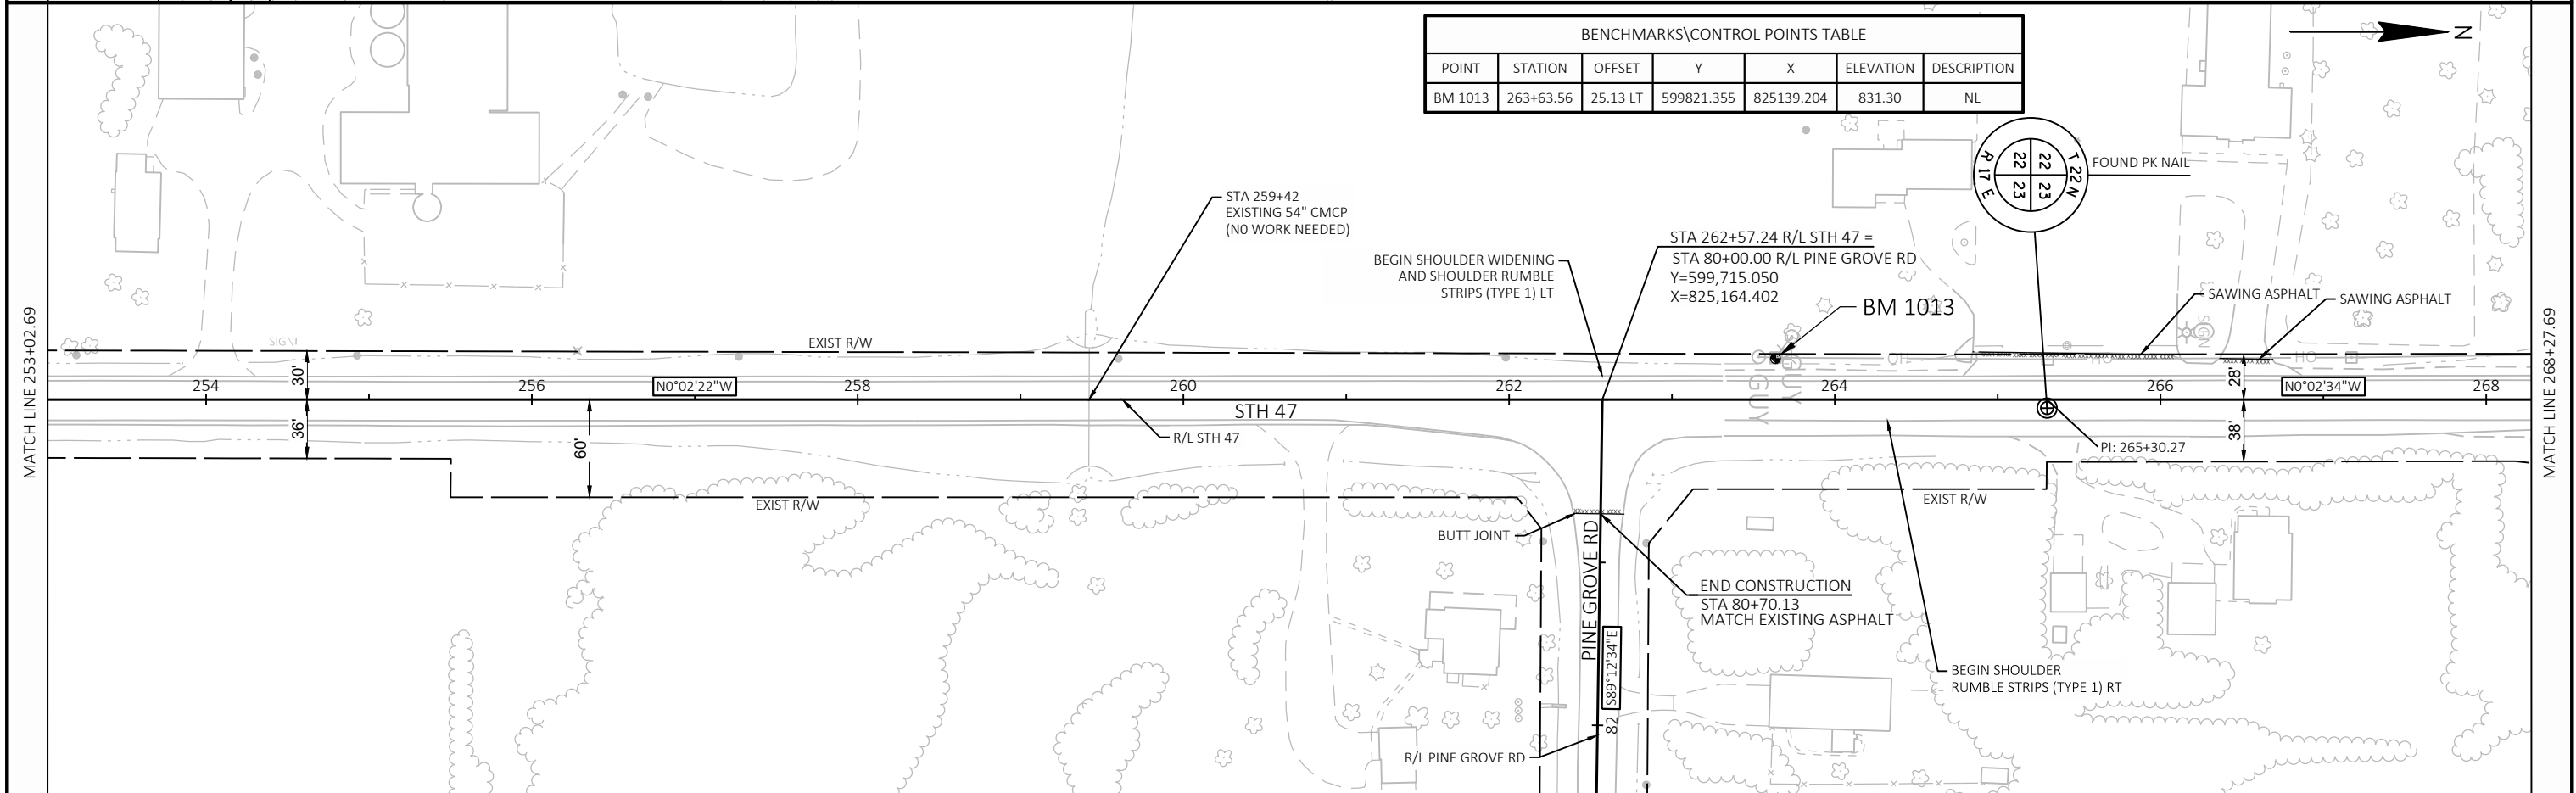 BENCHMARKS\CONTROL POINTS TABLE
POINT STATION OFFSET Y X ELEVATION DESCRIPTION
BM 1013 263+63.56 25.13 LT 599821.355 825139.204 831.30 NL
N
T 22 N
R 17 E
22 22
23 23
FOUND PK NAIL
STA 259+42
EXISTING 54" CMCP
(N0 WORK NEEDED)
BEGIN SHOULDER WIDENING
AND SHOULDER RUMBLE
STRIPS (TYPE 1) LT
STA 262+57.24 R/L STH 47 =
STA 80+00.00 R/L PINE GROVE RD
Y=599,715.050
X=825,164.402
BM 1013
SAWING ASPHALT
SAWING ASPHALT
MATCH LINE 253+02.69
MATCH LINE 268+27.69
SIGN
EXIST R/W
GUY
GUY
OH
HO
SIGN
HO
30'
28'
254 256 N0°02'22"W 258 260 262 264 266 N0°02'34"W 268
STH 47
R/L STH 47
36'
60'
38'
PI: 265+30.27
EXIST R/W
EXIST R/W
BUTT JOINT
PINE GROVE RD
S89°12'34"E
82
END CONSTRUCTION
STA 80+70.13
MATCH EXISTING ASPHALT
BEGIN SHOULDER
RUMBLE STRIPS (TYPE 1) RT
R/L PINE GROVE RD